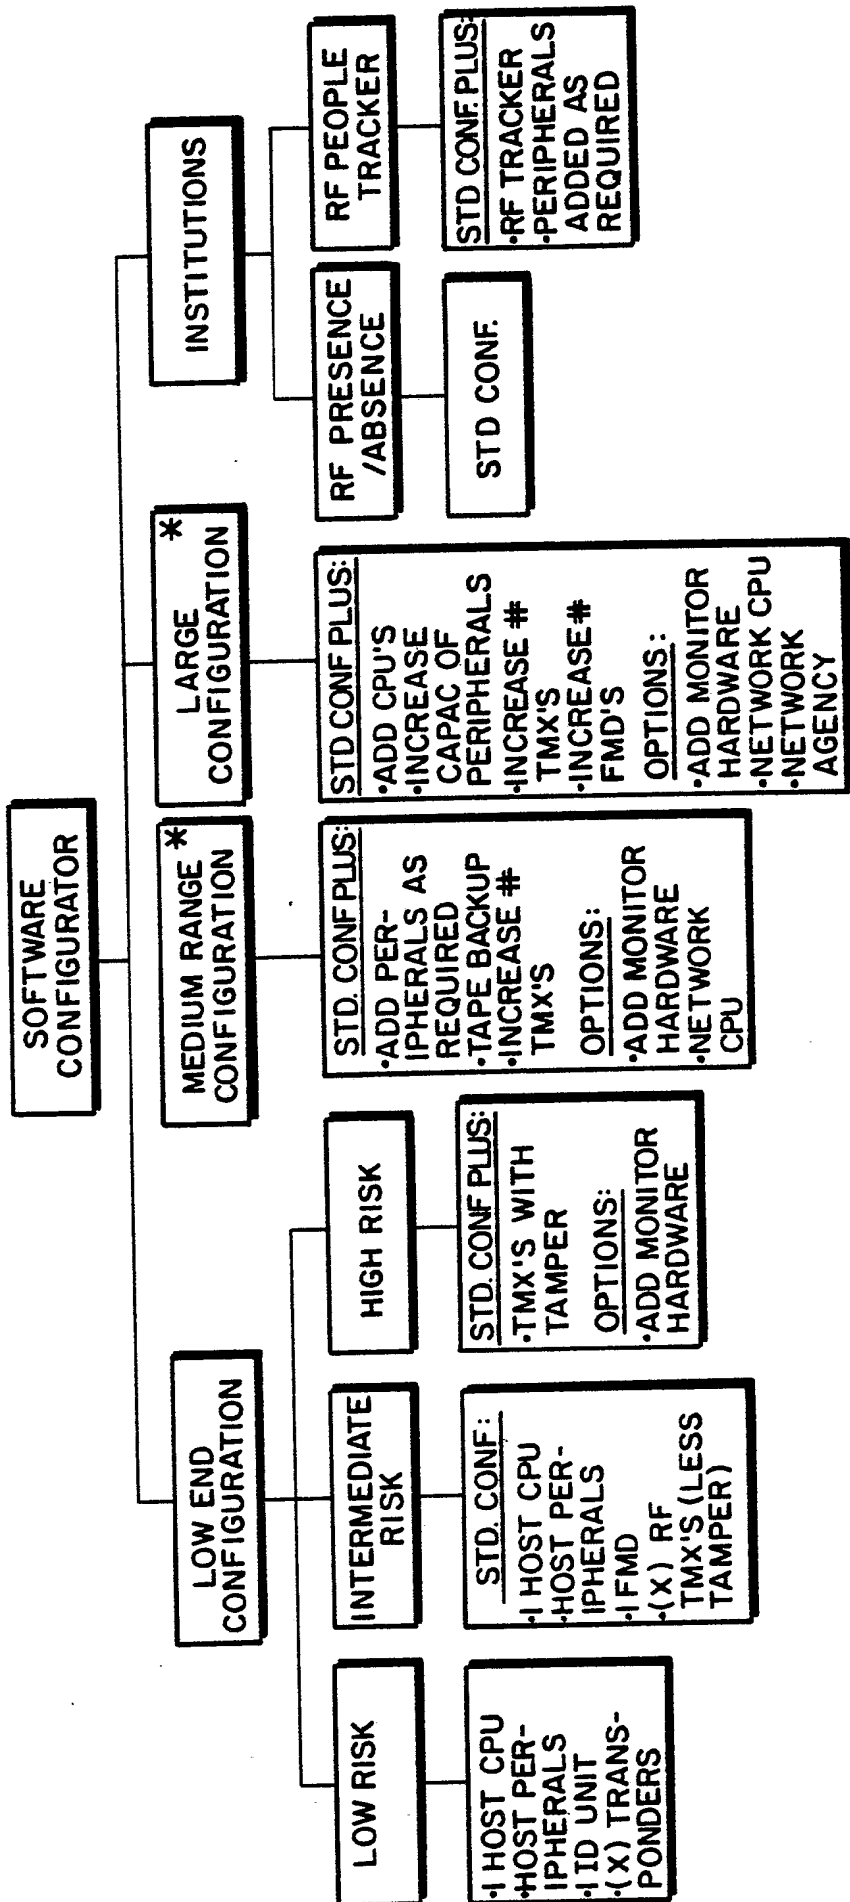 SOFTWARE
CONFIGURATOR
LOW END
CONFIGURATION
MEDIUM RANGE *
CONFIGURATION
LARGE *
CONFIGURATION
INSTITUTIONS
LOW RISK
INTERMEDIATE
RISK
HIGH RISK
RF PRESENCE
/ABSENCE
RF PEOPLE
TRACKER
•1 HOST CPU
•HOST PER-
IPHERALS
•1 ID UNIT
•(X) TRANS-
PONDERS
STD. CONF:
•1 HOST CPU
•HOST PER-
IPHERALS
•1 FMD
•(X) RF
TMX'S (LESS
TAMPER)
STD. CONF PLUS:
•TMX'S WITH
TAMPER
OPTIONS:
•ADD MONITOR
HARDWARE
STD. CONF PLUS:
•ADD PER-
IPHERALS AS
REQUIRED
•TAPE BACKUP
•INCREASE #
TMX'S
OPTIONS:
•ADD MONITOR
HARDWARE
•NETWORK
CPU
STD CONF PLUS:
•ADD CPU'S
•INCREASE
CAPAC OF
PERIPHERALS
•INCREASE #
TMX'S
•INCREASE #
FMD'S
OPTIONS:
•ADD MONITOR
HARDWARE
•NETWORK CPU
•NETWORK
AGENCY
STD CONF.
STD CONF. PLUS:
•RF TRACKER
•PERIPHERALS
ADDED AS
REQUIRED